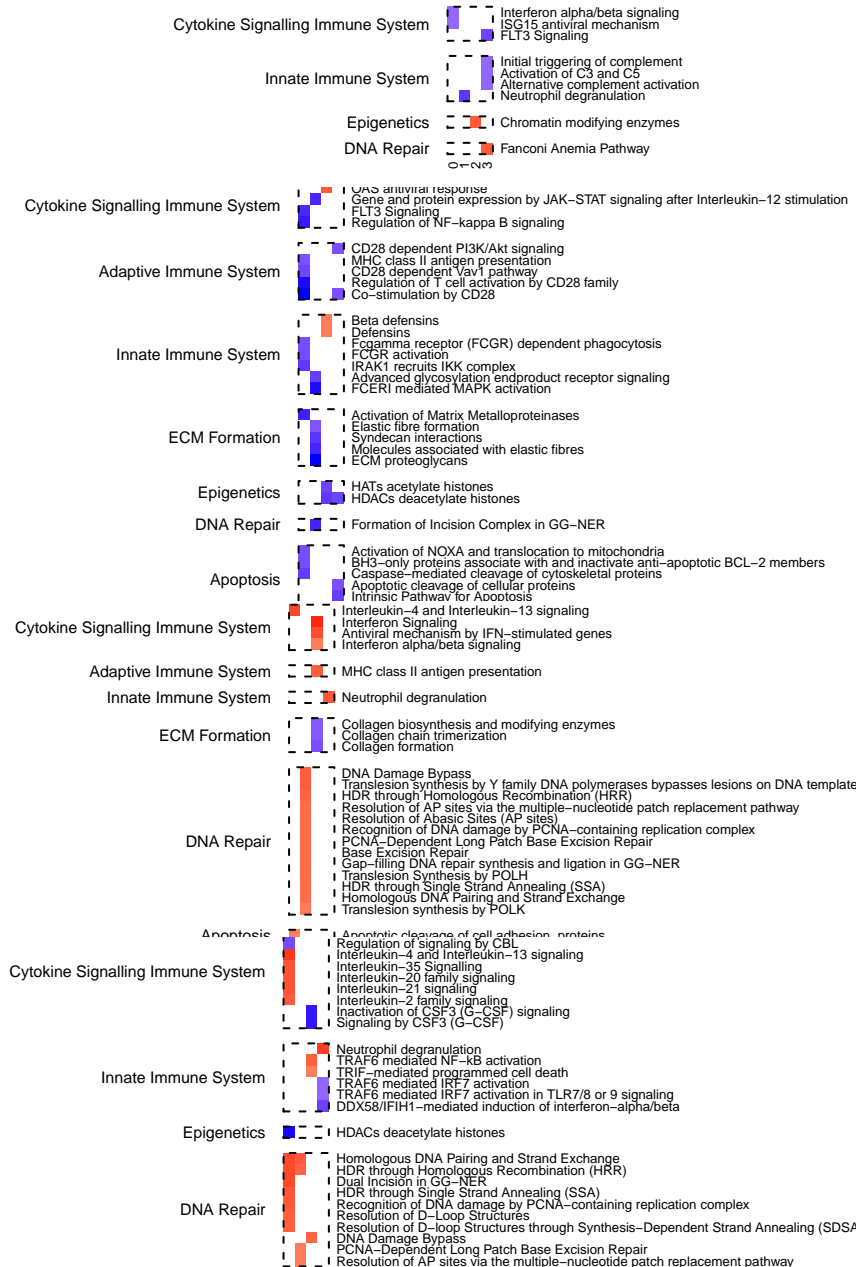 Cytokine Signalling Immune System
Interferon alpha/beta signaling
ISG15 antiviral mechanism
FLT3 Signaling
Innate Immune System
Initial triggering of complement
Activation of C3 and C5
Alternative complement activation
Neutrophil degranulation
Epigenetics
Chromatin modifying enzymes
DNA Repair
Fanconi Anemia Pathway
0
1
2
3
Cytokine Signalling Immune System
OAS antiviral response
Gene and protein expression by JAK−STAT signaling after Interleukin−12 stimulation
FLT3 Signaling
Regulation of NF−kappa B signaling
Adaptive Immune System
CD28 dependent PI3K/Akt signaling
MHC class II antigen presentation
CD28 dependent Vav1 pathway
Regulation of T cell activation by CD28 family
Co−stimulation by CD28
Innate Immune System
Beta defensins
Defensins
Fcgamma receptor (FCGR) dependent phagocytosis
FCGR activation
IRAK1 recruits IKK complex
Advanced glycosylation endproduct receptor signaling
FCERI mediated MAPK activation
ECM Formation
Activation of Matrix Metalloproteinases
Elastic fibre formation
Syndecan interactions
Molecules associated with elastic fibres
ECM proteoglycans
Epigenetics
HATs acetylate histones
HDACs deacetylate histones
DNA Repair
Formation of Incision Complex in GG−NER
Apoptosis
Activation of NOXA and translocation to mitochondria
BH3−only proteins associate with and inactivate anti−apoptotic BCL−2 members
Caspase−mediated cleavage of cytoskeletal proteins
Apoptotic cleavage of cellular proteins
Intrinsic Pathway for Apoptosis
Cytokine Signalling Immune System
Interleukin−4 and Interleukin−13 signaling
Interferon Signaling
Antiviral mechanism by IFN−stimulated genes
Interferon alpha/beta signaling
Adaptive Immune System
MHC class II antigen presentation
Innate Immune System
Neutrophil degranulation
ECM Formation
Collagen biosynthesis and modifying enzymes
Collagen chain trimerization
Collagen formation
DNA Repair
DNA Damage Bypass
Translesion synthesis by Y family DNA polymerases bypasses lesions on DNA template
HDR through Homologous Recombination (HRR)
Resolution of AP sites via the multiple−nucleotide patch replacement pathway
Resolution of Abasic Sites (AP sites)
Recognition of DNA damage by PCNA−containing replication complex
PCNA−Dependent Long Patch Base Excision Repair
Base Excision Repair
Gap−filling DNA repair synthesis and ligation in GG−NER
Translesion Synthesis by POLH
HDR through Single Strand Annealing (SSA)
Homologous DNA Pairing and Strand Exchange
Translesion synthesis by POLK
Apoptosis
Apoptotic cleavage of cell adhesion proteins
Cytokine Signalling Immune System
Regulation of signaling by CBL
Interleukin−4 and Interleukin−13 signaling
Interleukin−35 Signalling
Interleukin−20 family signaling
Interleukin−21 signaling
Interleukin−2 family signaling
Inactivation of CSF3 (G−CSF) signaling
Signaling by CSF3 (G−CSF)
Innate Immune System
Neutrophil degranulation
TRAF6 mediated NF−kB activation
TRIF−mediated programmed cell death
TRAF6 mediated IRF7 activation
TRAF6 mediated IRF7 activation in TLR7/8 or 9 signaling
DDX58/IFIH1−mediated induction of interferon−alpha/beta
Epigenetics
HDACs deacetylate histones
DNA Repair
Homologous DNA Pairing and Strand Exchange
HDR through Homologous Recombination (HRR)
Dual Incision in GG−NER
HDR through Single Strand Annealing (SSA)
Recognition of DNA damage by PCNA−containing replication complex
Resolution of D−Loop Structures
Resolution of D−loop Structures through Synthesis−Dependent Strand Annealing (SDSA
DNA Damage Bypass
PCNA−Dependent Long Patch Base Excision Repair
Resolution of AP sites via the multiple−nucleotide patch replacement pathway